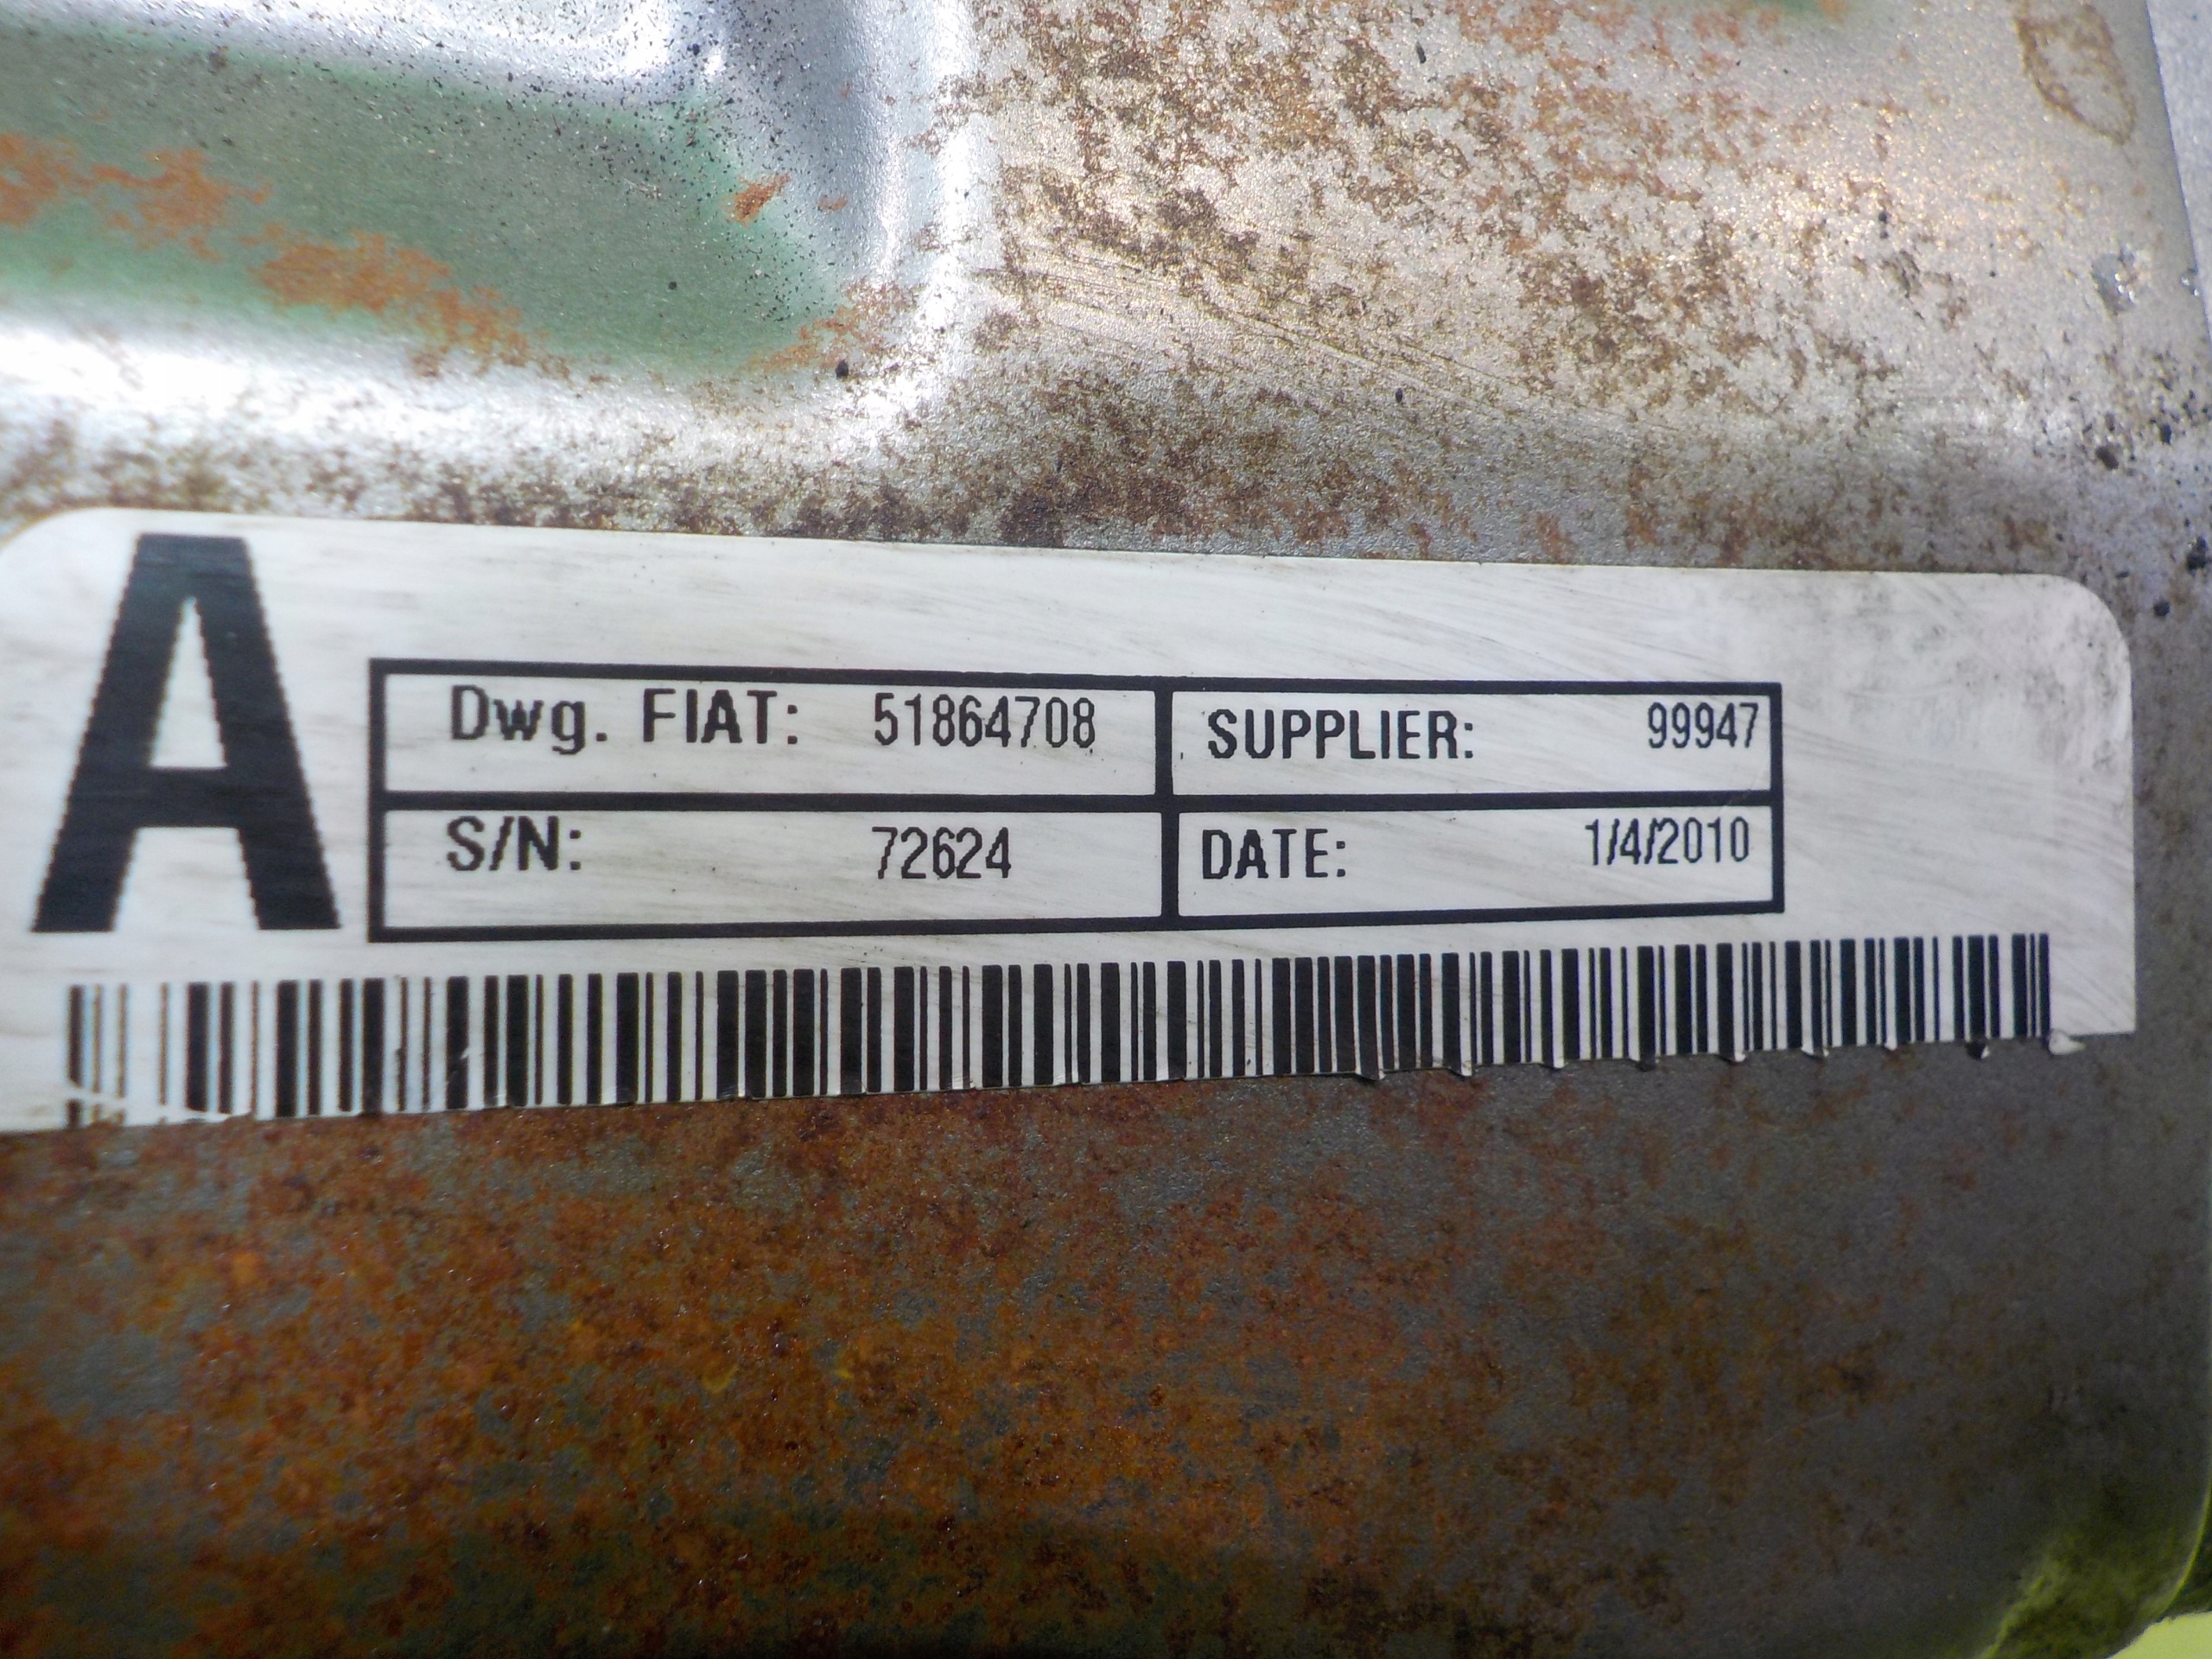 A
Dwg. FIAT: 51864708 SUPPLIER: 99947
S/N: 72624 DATE: 1/4/2010